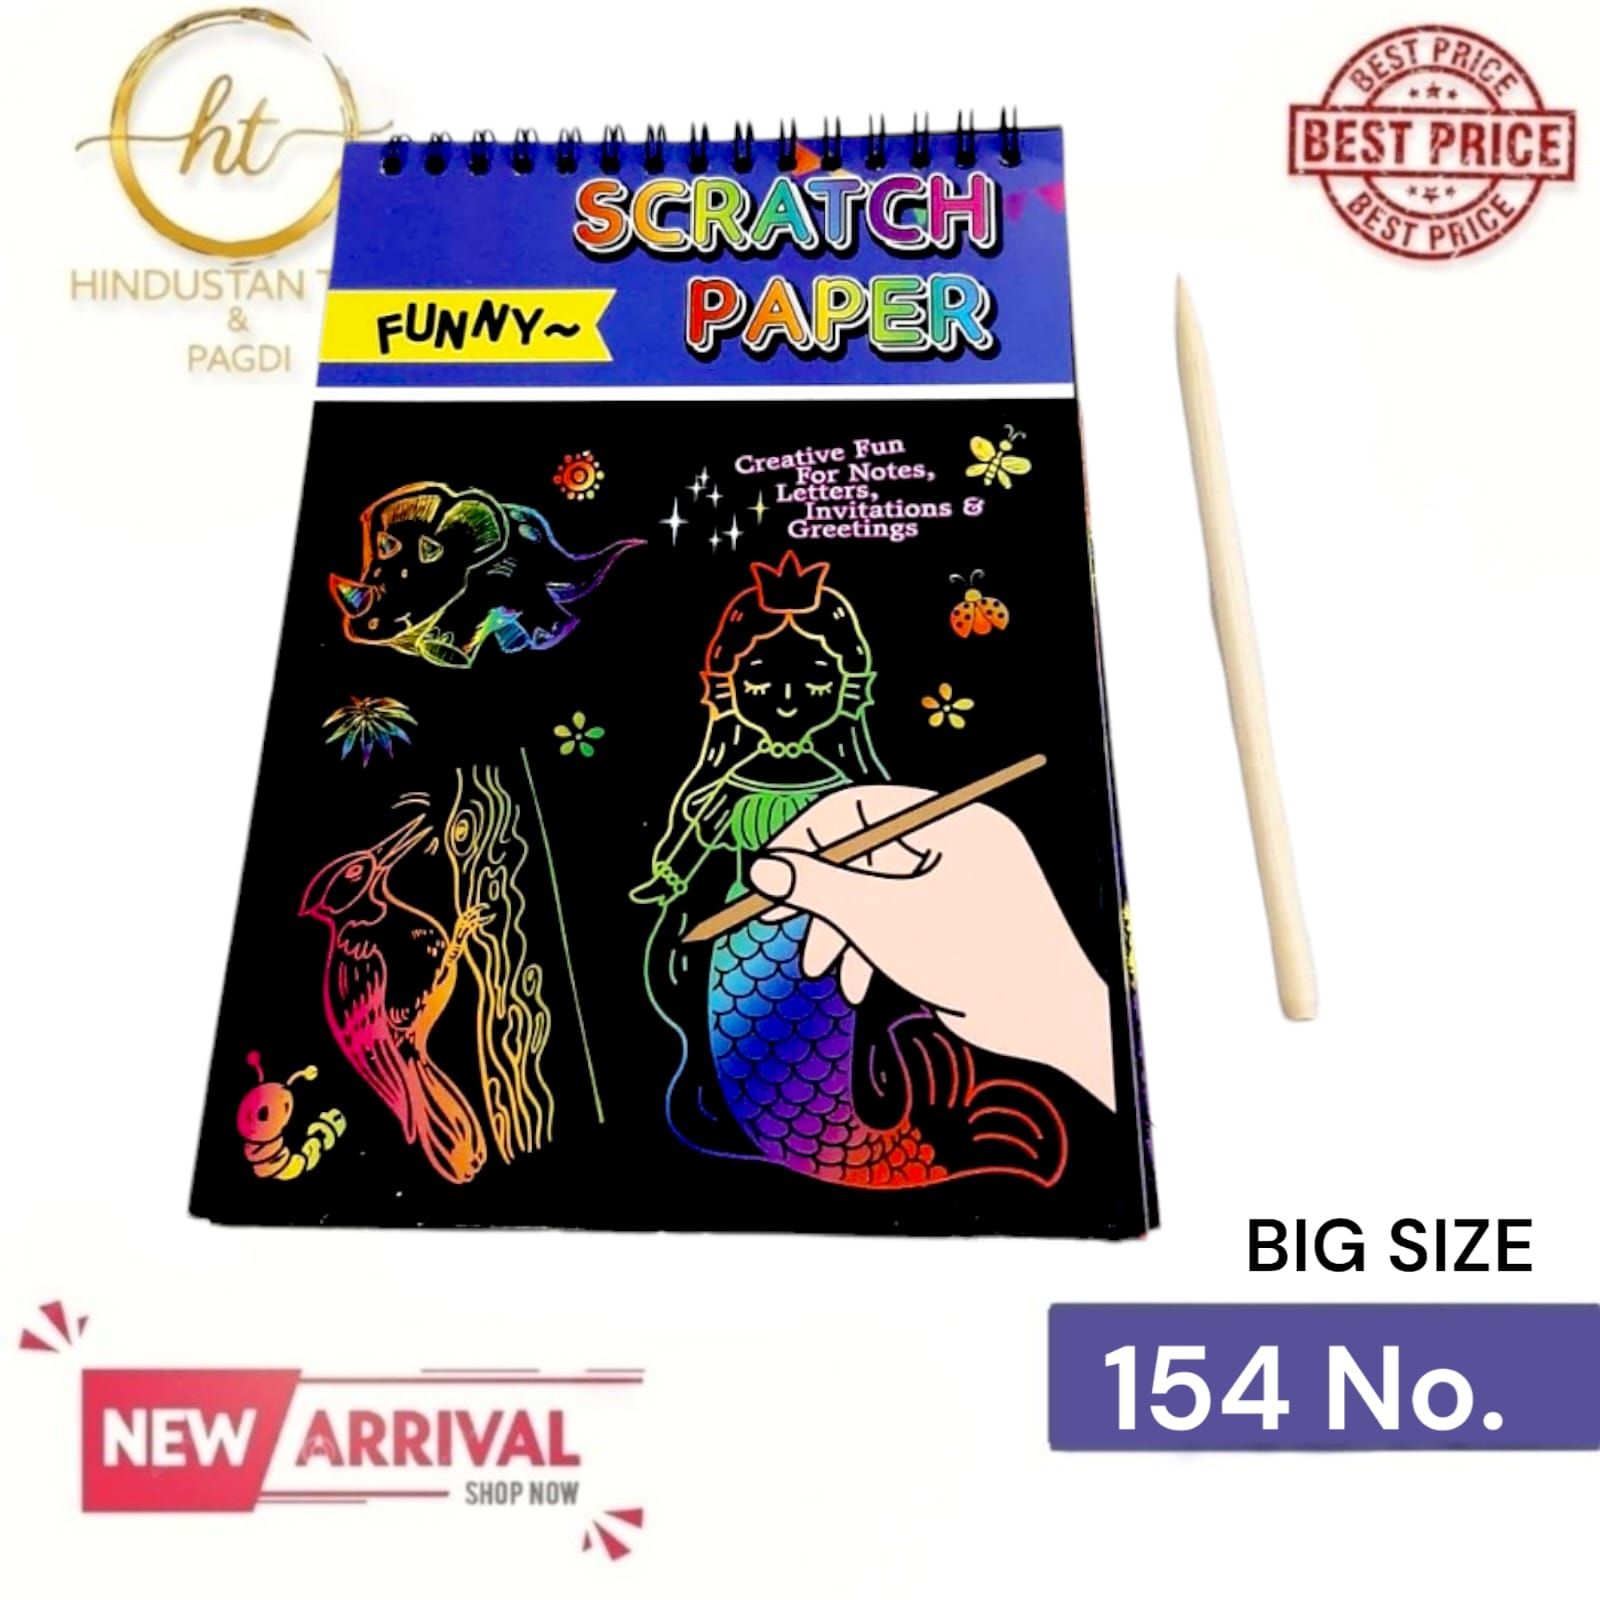 ht
HINDUSTAN
&
PAGDI
BEST PRICE
BEST PRICE
BEST PRICE
SCRATCH
PAPER
FUNNY~
Creative Fun
For Notes,
Letters,
Invitations &
Greetings
BIG SIZE
154 No.
NEW ARRIVAL
SHOP NOW